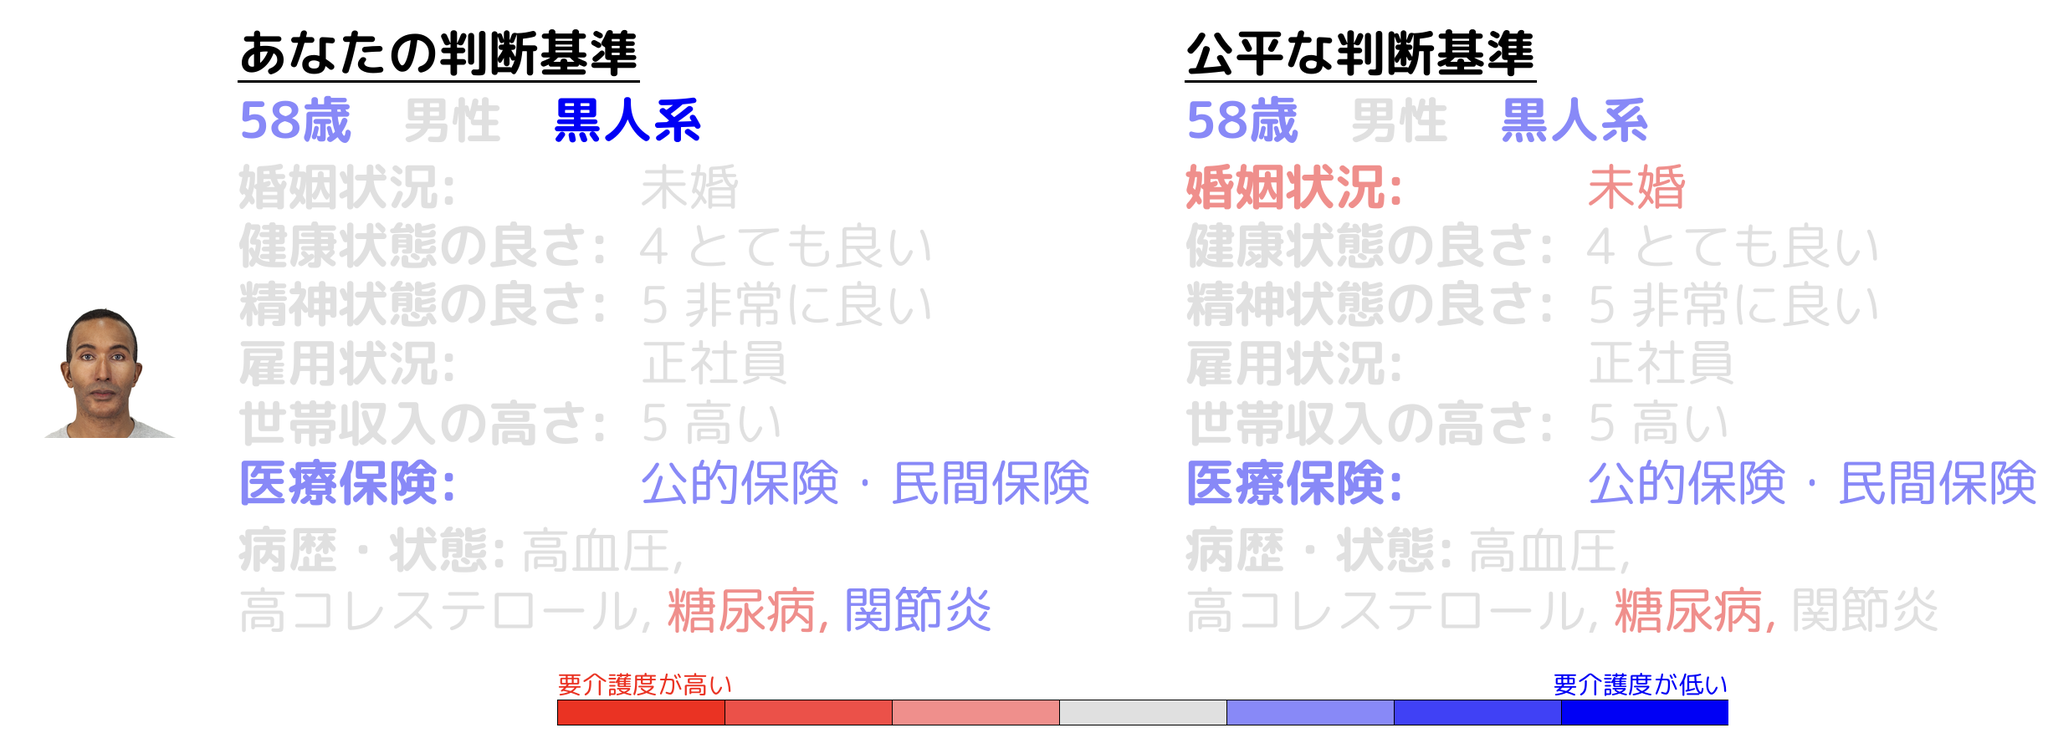 あなたの判断基準
58歳 男性 黒人系
婚姻状況: 未婚
健康状態の良さ: 4 とても良い
精神状態の良さ: 5 非常に良い
雇用状況: 正社員
世帯収入の高さ: 5 高い
医療保険: 公的保険・民間保険
病歴・状態: 高血圧,
高コレステロール, 糖尿病, 関節炎
公平な判断基準
58歳 男性 黒人系
婚姻状況: 未婚
健康状態の良さ: 4 とても良い
精神状態の良さ: 5 非常に良い
雇用状況: 正社員
世帯収入の高さ: 5 高い
医療保険: 公的保険・民間保険
病歴・状態: 高血圧,
高コレステロール, 糖尿病, 関節炎
要介護度が高い
要介護度が低い